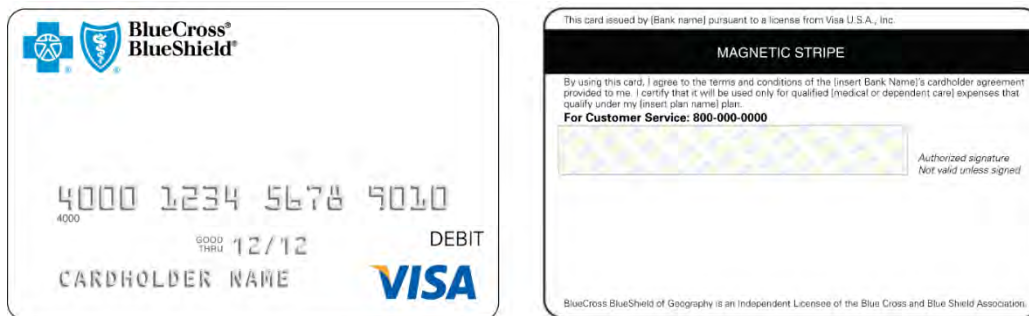 BlueCross®
BlueShield®
4000 1234 5678 9010
4000
GOOD
THRU 12/12
DEBIT
CARDHOLDER NAME
VISA
This card issued by [Bank name] pursuant to a license from Visa U.S.A., Inc.
MAGNETIC STRIPE
By using this card, I agree to the terms and conditions of the [insert Bank Name]'s cardholder agreement
provided to me. I certify that it will be used only for qualified [medical or dependent care] expenses that
qualify under my [insert plan name] plan.
For Customer Service: 800-000-0000
Authorized signature
Not valid unless signed
BlueCross BlueShield of Geography is an Independent Licensee of the Blue Cross and Blue Shield Association.